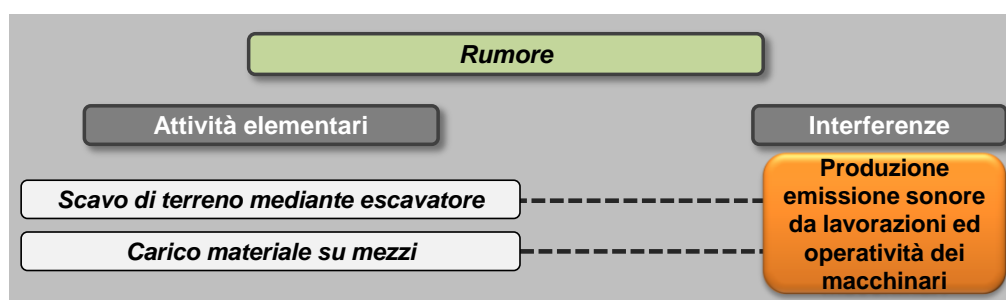 Rumore
Attività elementari
Interferenze
Scavo di terreno mediante escavatore
Carico materiale su mezzi
Produzione
emissione sonore
da lavorazioni ed
operatività dei
macchinari